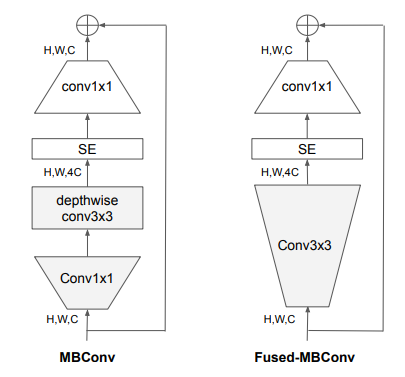 H,W,C
conv1x1
SE
H,W,4C
depthwise
conv3x3
Conv1x1
H,W,C
MBConv
H,W,C
conv1x1
SE
H,W,4C
Conv3x3
H,W,C
Fused-MBConv